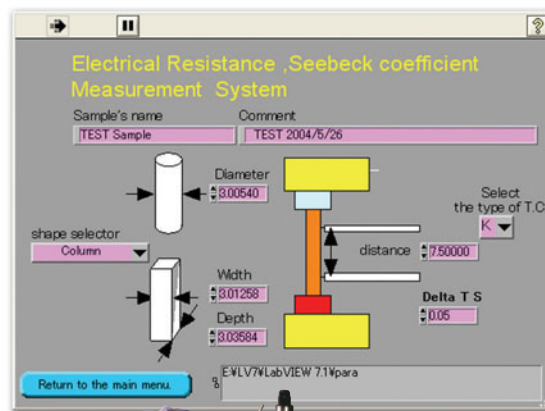 ?
Electrical Resistance ,Seebeck coefficient
Measurement System
Sample's name
Comment
TEST Sample
TEST 2004/5/26
Diameter
3.00540
Select
the type of T.C
K
shape selector
Column
distance
7.50000
Width
3.01258
Delta T S
0.05
Depth
3.03584
Return to the main menu.
E:¥LV7¥LabVIEW 7.1¥para